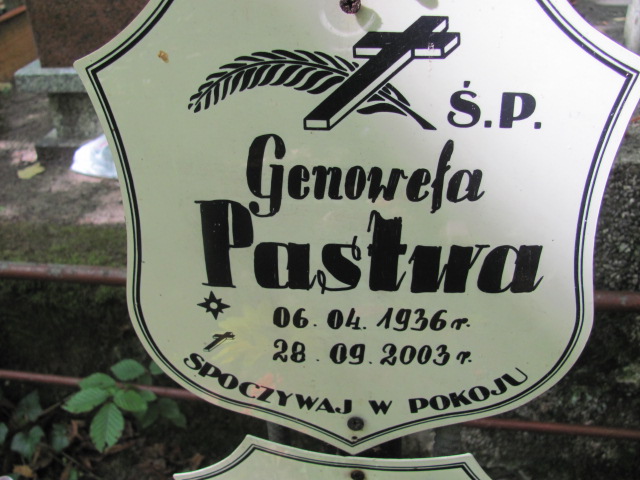 Ś.P.
Genowefa
Pastwa
06.04.1936 r.
28.09.2003 r.
SPOCZYWAJ W POKOJU